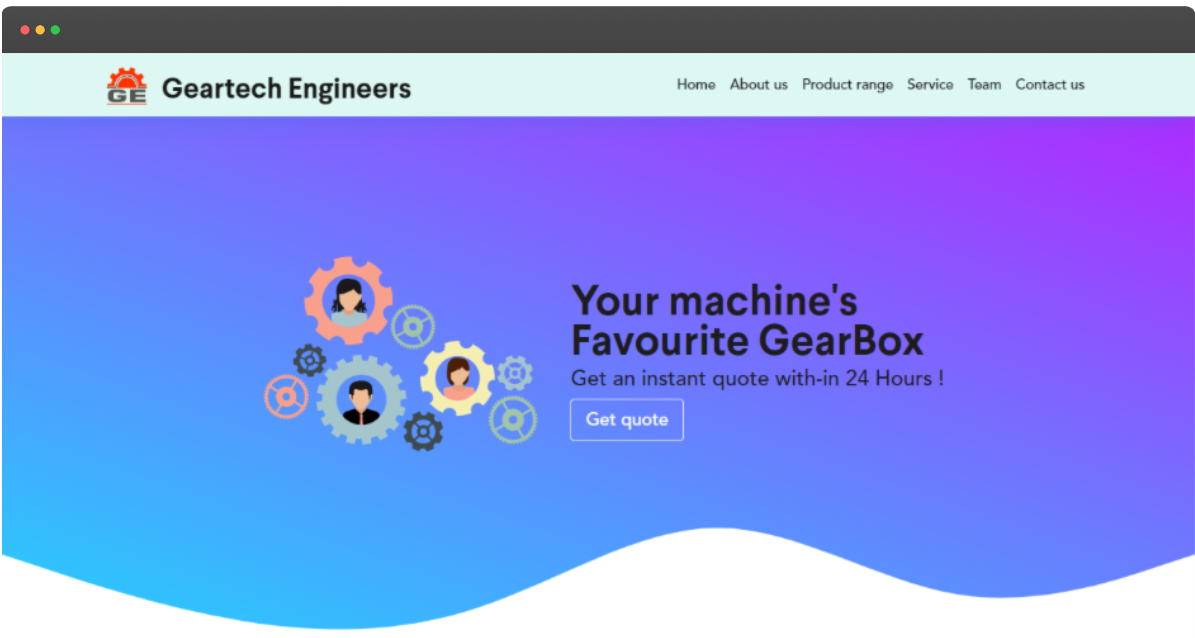 GE
Geartech Engineers
Home About us Product range Service Team Contact us
Your machine's
Favourite GearBox
Get an instant quote with-in 24 Hours !
Get quote